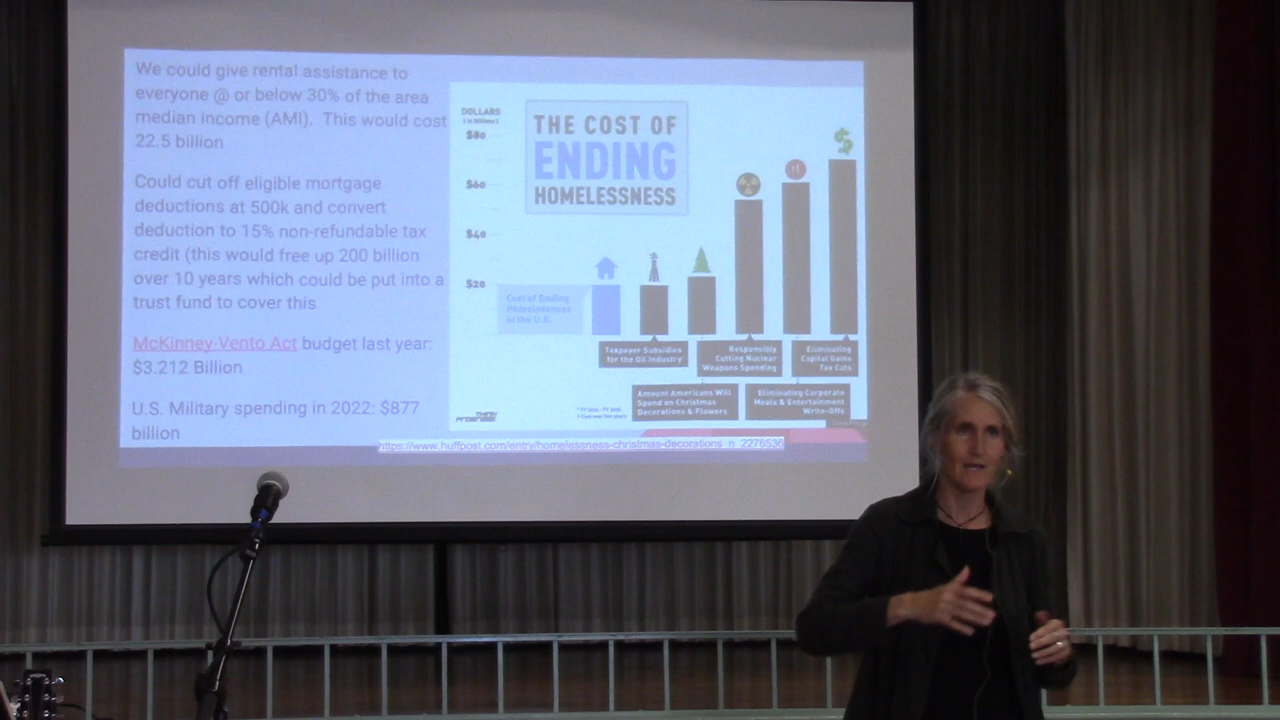 We could give rental assistance to
everyone @ or below 30% of the area
median income (AMI). This would cost
22.5 billion
Could cut off eligible mortgage
deductions at 500k and convert
deduction to 15% non-refundable tax
credit (this would free up 200 billion
over 10 years which could be put into a
trust fund to cover this
McKinney-Vento Act budget last year:
$3.212 Billion
U.S. Military spending in 2022: $877
billion
DOLLARS
$80
$60
$40
$20
THE COST OF
ENDING
HOMELESSNESS
Cost of Ending
Homelessness
in the U.S.
Taxpayer Subsidies
for the Oil Industry
Responsibly
Cutting Nuclear
Weapons Spending
Eliminating
Capital Gains
Tax Cuts
Amount Americans Will
Spend on Christmas
Decorations & Flowers
Eliminating Corporate
Meals & Entertainment
Write-Offs
THINK
PROGRESS
https://www.huffpost.com/entry/homelessness-christmas-decorations_n_2276536